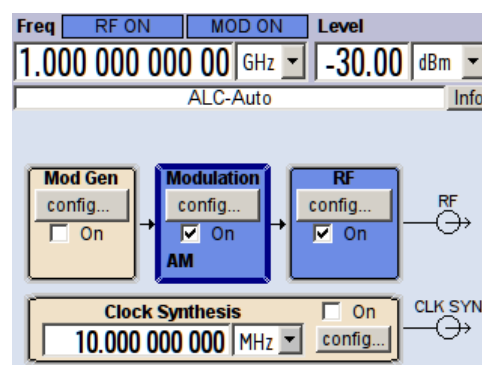 Freq RF ON MOD ON Level
1.000 000 000 00 GHz -30.00 dBm
ALC-Auto Info
Mod Gen Modulation RF
config... config... config... RF
On On On
AM
Clock Synthesis On CLK SYN
10.000 000 000 MHz config...